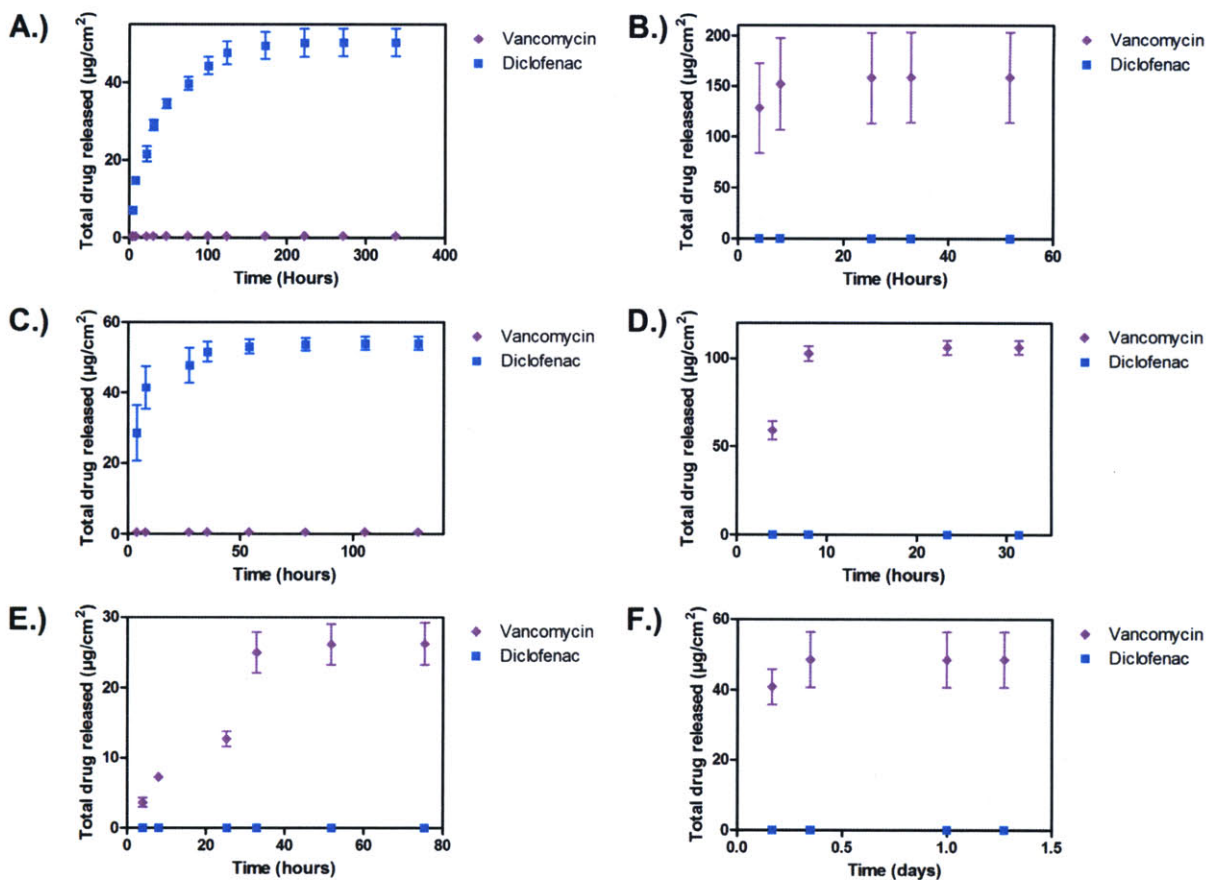 A.)
Total drug released (µg/cm²)
40
20
0
0 100 200 300 400
Time (Hours)
Vancomycin
Diclofenac
B.)
Total drug released (µg/cm²)
200
150
100
50
0
0 20 40 60
Time (Hours)
Vancomycin
Diclofenac
C.)
Total drug released (µg/cm²)
60
40
20
0
0 50 100
Time (hours)
Vancomycin
Diclofenac
D.)
Total drug released (µg/cm²)
100
50
0
0 10 20 30
Time (hours)
Vancomycin
Diclofenac
E.)
Total drug released (µg/cm²)
30
20
10
0
0 20 40 60 80
Time (hours)
Vancomycin
Diclofenac
F.)
Total drug released (µg/cm²)
60
40
20
0
0.0 0.5 1.0 1.5
Time (days)
Vancomycin
Diclofenac